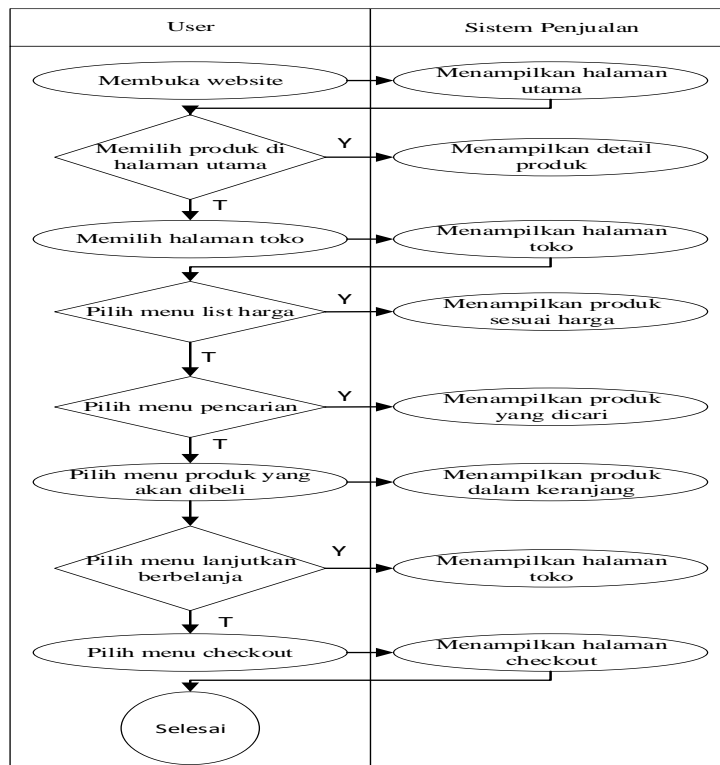 User
Sistem Penjualan
Membuka website
Menampilkan halaman
utama
Memilih produk di
halaman utama
Y
Menampilkan detail
produk
T
Memilih halaman toko
Menampilkan halaman
toko
Pilih menu list harga
Y
Menampilkan produk
sesuai harga
T
Pilih menu pencarian
Y
Menampilkan produk
yang dicari
T
Pilih menu produk yang
akan dibeli
Menampilkan produk
dalam keranjang
Pilih menu lanjutkan
berbelanja
Y
Menampilkan halaman
toko
T
Pilih menu checkout
Menampilkan halaman
checkout
Selesai